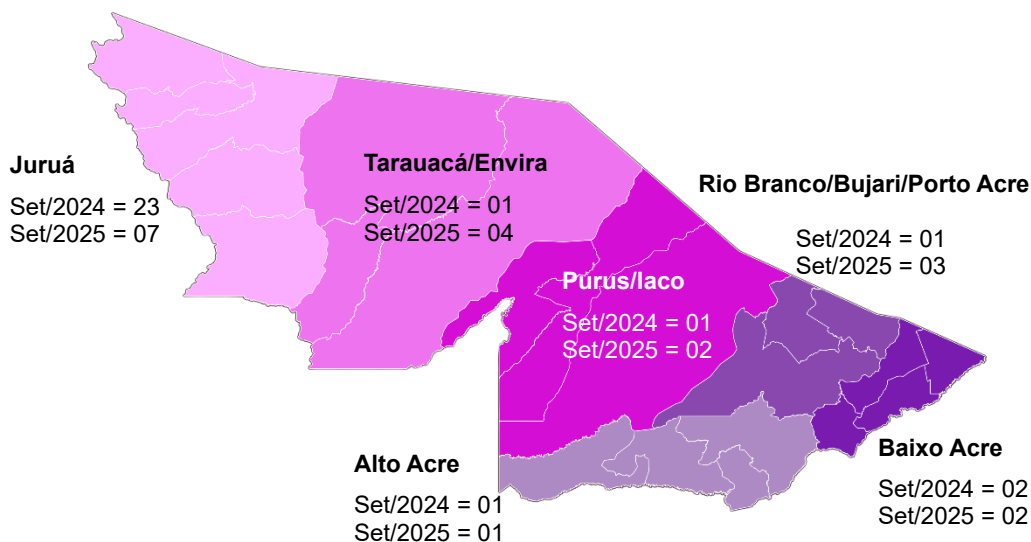 Juruá
Set/2024 = 23
Set/2025 = 07
Tarauacá/Envira
Set/2024 = 01
Set/2025 = 04
Rio Branco/Bujari/Porto Acre
Set/2024 = 01
Set/2025 = 03
Purus/Iaco
Set/2024 = 01
Set/2025 = 02
Alto Acre
Set/2024 = 01
Set/2025 = 01
Baixo Acre
Set/2024 = 02
Set/2025 = 02